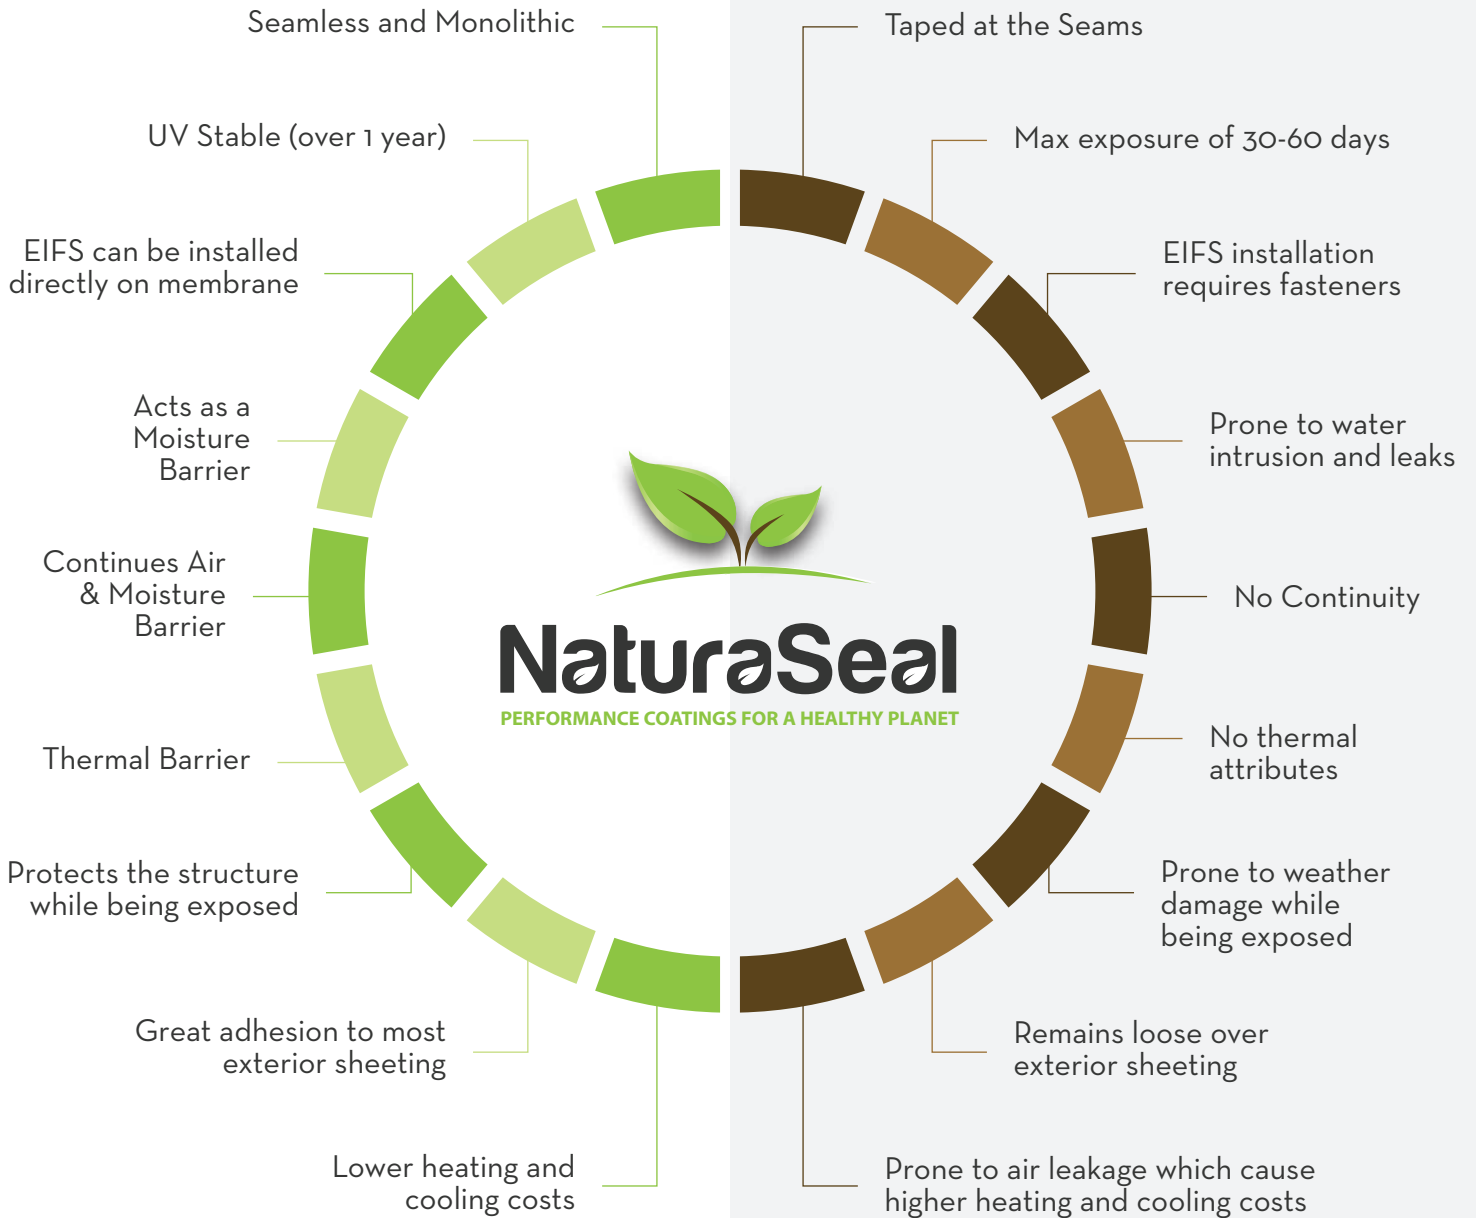 Seamless and Monolithic
UV Stable (over 1 year)
EIFS can be installed
directly on membrane
Acts as a
Moisture
Barrier
Continues Air
& Moisture
Barrier
Thermal Barrier
Protects the structure
while being exposed
Great adhesion to most
exterior sheeting
Lower heating and
cooling costs
NaturaSeal
PERFORMANCE COATINGS FOR A HEALTHY PLANET
Taped at the Seams
Max exposure of 30-60 days
EIFS installation
requires fasteners
Prone to water
intrusion and leaks
No Continuity
No thermal
attributes
Prone to weather
damage while
being exposed
Remains loose over
exterior sheeting
Prone to air leakage which cause
higher heating and cooling costs